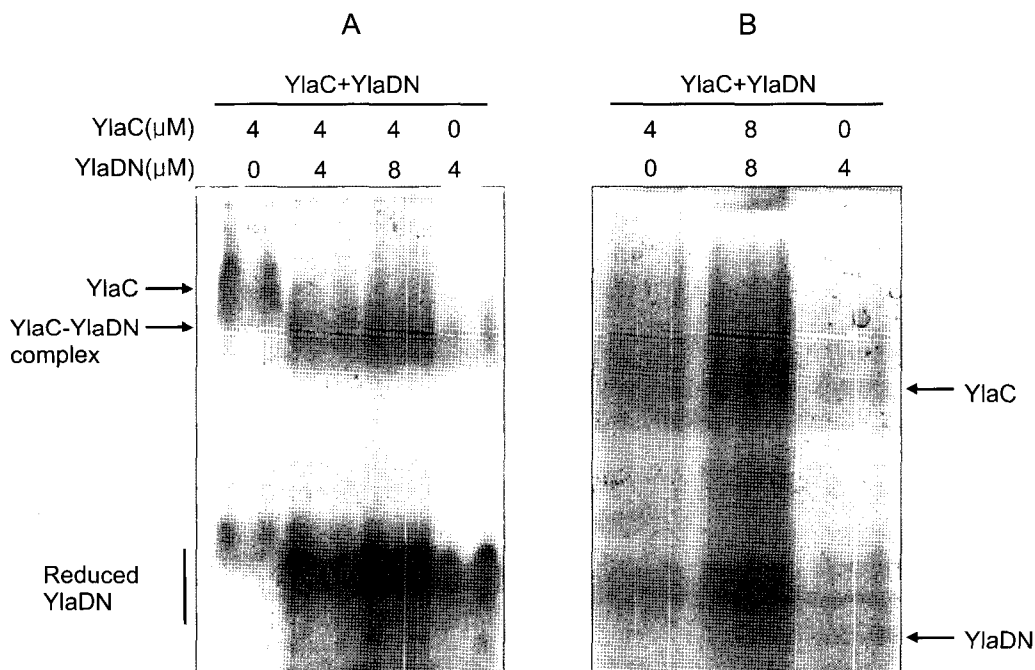 A
YlaC+YlaDN
YlaC(µM) 4 4 4 0
YlaDN(µM) 0 4 8 4
YlaC
YlaC-YlaDN
complex
Reduced
YlaDN
B
YlaC+YlaDN
4 8 0
0 8 4
YlaC
YlaDN